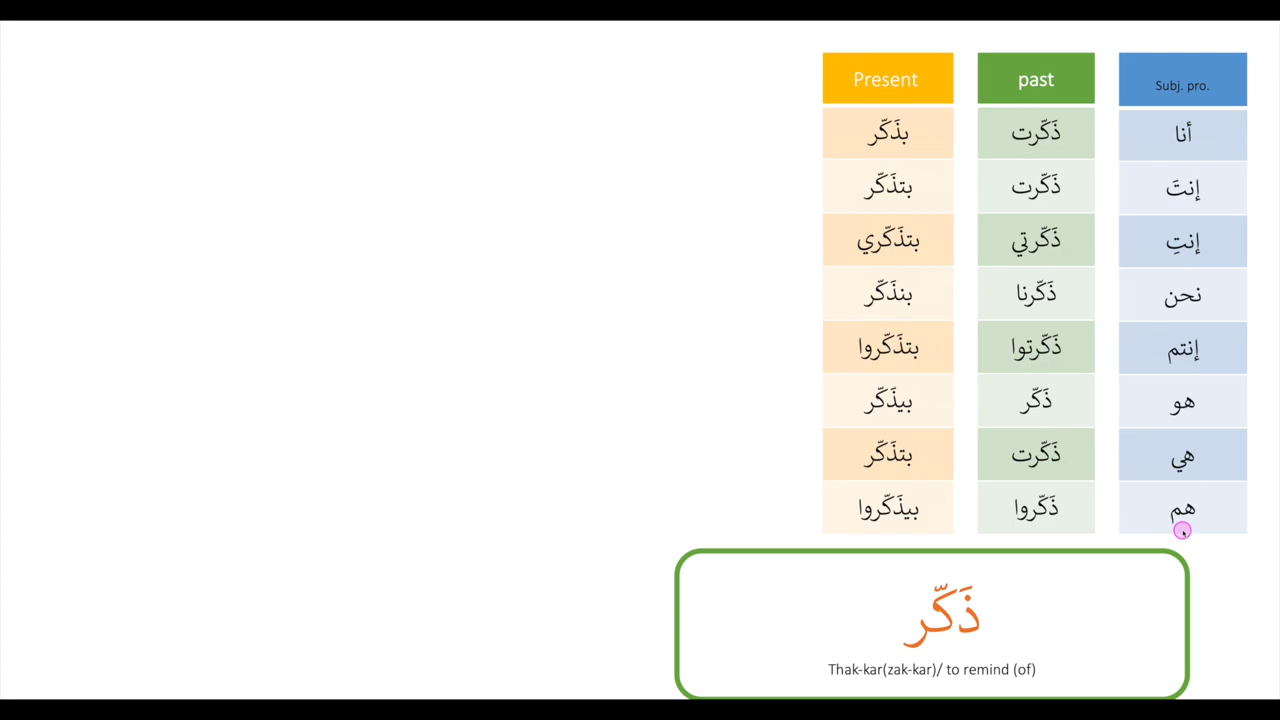 Subj. pro. past Present
أنا ذَكّرت بذَكّر
إنتَ ذَكّرت بتذَكّر
إنتِ ذَكّرتي بتذَكّري
نحن ذَكّرنا بنذَكّر
إنتم ذَكّرتوا بتذَكّروا
هو ذَكّر بيذَكّر
هي ذَكّرت بتذَكّر
هم ذَكّروا بيذَكّروا
ذَكّر
Thak-kar(zak-kar)/ to remind (of)